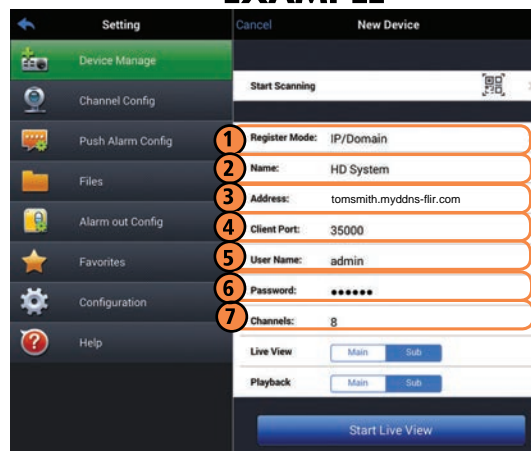 EXAMPLE
Setting
Device Manage
Channel Config
Push Alarm Config
Files
Alarm out Config
Favorites
Configuration
Help
Cancel New Device
Start Scanning
1 Register Mode: IP/Domain
2 Name: HD System
3 Address: tomsmith.myddns-flir.com
4 Client Port: 35000
5 User Name: admin
6 Password: ●●●●●●
7 Channels: 8
Live View Main Sub
Playback Main Sub
Start Live View